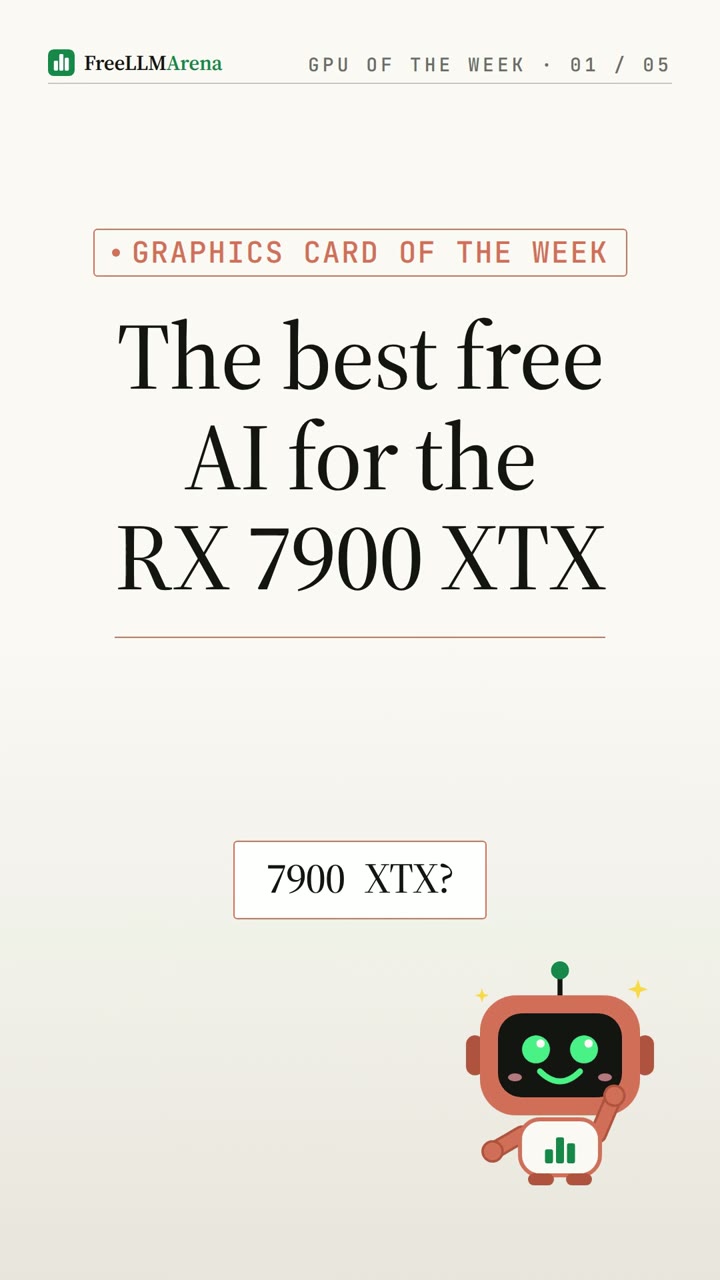 FreeLLMArena
GPU OF THE WEEK · 01 / 05
• GRAPHICS CARD OF THE WEEK
The best free
AI for the
RX 7900 XTX
7900 XTX?